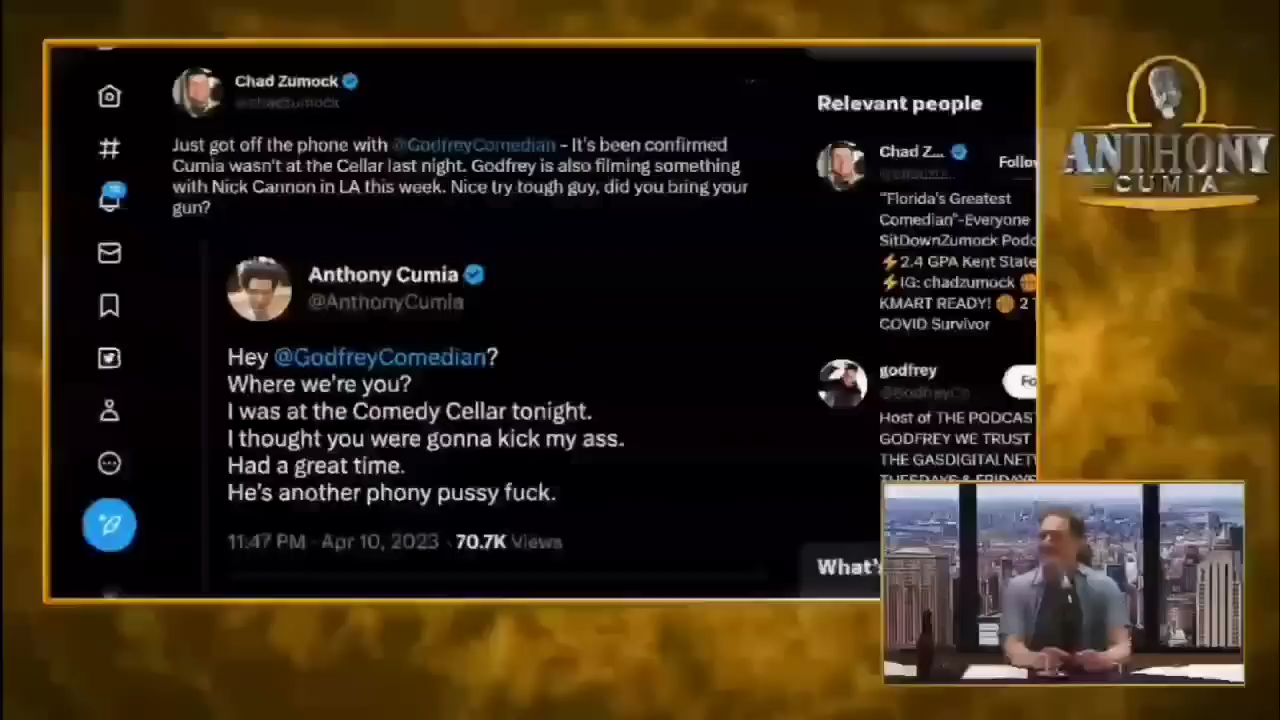 Chad Zumock
@chadzumock
Just got off the phone with @GodfreyComedian - It's been confirmed
Cumia wasn't at the Cellar last night. Godfrey is also filming something
with Nick Cannon in LA this week. Nice try tough guy, did you bring your
gun?
Anthony Cumia
@AnthonyCumia
Hey @GodfreyComedian?
Where we're you?
I was at the Comedy Cellar tonight.
I thought you were gonna kick my ass.
Had a great time.
He's another phony pussy fuck.
11:47 PM · Apr 10, 2023 · 70.7K Views
Relevant people
Chad Z...
Follow
"Florida's Greatest
Comedian"-Everyone
SitDownZumock Podc
⚡2.4 GPA Kent State
⚡IG: chadzumock
KMART READY! 🏀 2
COVID Survivor
godfrey
Fo
Host of THE PODCAST
GODFREY WE TRUST
THE GASDIGITALNET
TUESDAYS & FRIDAYS
What's
ANTHONY
CUMIA